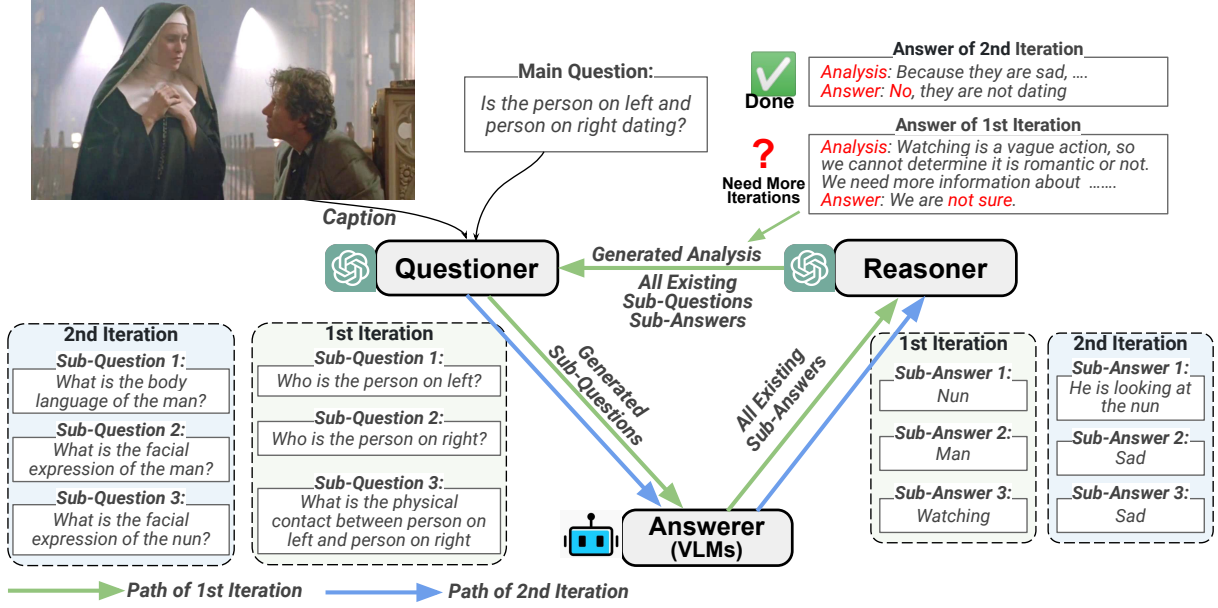 Main Question:
Is the person on left and
person on right dating?
Done
Answer of 2nd Iteration
Analysis: Because they are sad, ....
Answer: No, they are not dating
?
Need More
Iterations
Answer of 1st Iteration
Analysis: Watching is a vague action, so
we cannot determine it is romantic or not.
We need more information about .......
Answer: We are not sure.
Caption
Questioner
Generated Analysis
All Existing
Sub-Questions
Sub-Answers
Reasoner
2nd Iteration
Sub-Question 1:
What is the body
language of the man?
Sub-Question 2:
What is the facial
expression of the man?
Sub-Question 3:
What is the facial
expression of the nun?
1st Iteration
Sub-Question 1:
Who is the person on left?
Sub-Question 2:
Who is the person on right?
Sub-Question 3:
What is the physical
contact between person on
left and person on right
Generated
Sub-Questions
All Existing
Sub-Answers
Answerer
(VLMs)
1st Iteration
Sub-Answer 1:
Nun
Sub-Answer 2:
Man
Sub-Answer 3:
Watching
2nd Iteration
Sub-Answer 1:
He is looking at
the nun
Sub-Answer 2:
Sad
Sub-Answer 3:
Sad
Path of 1st Iteration
Path of 2nd Iteration